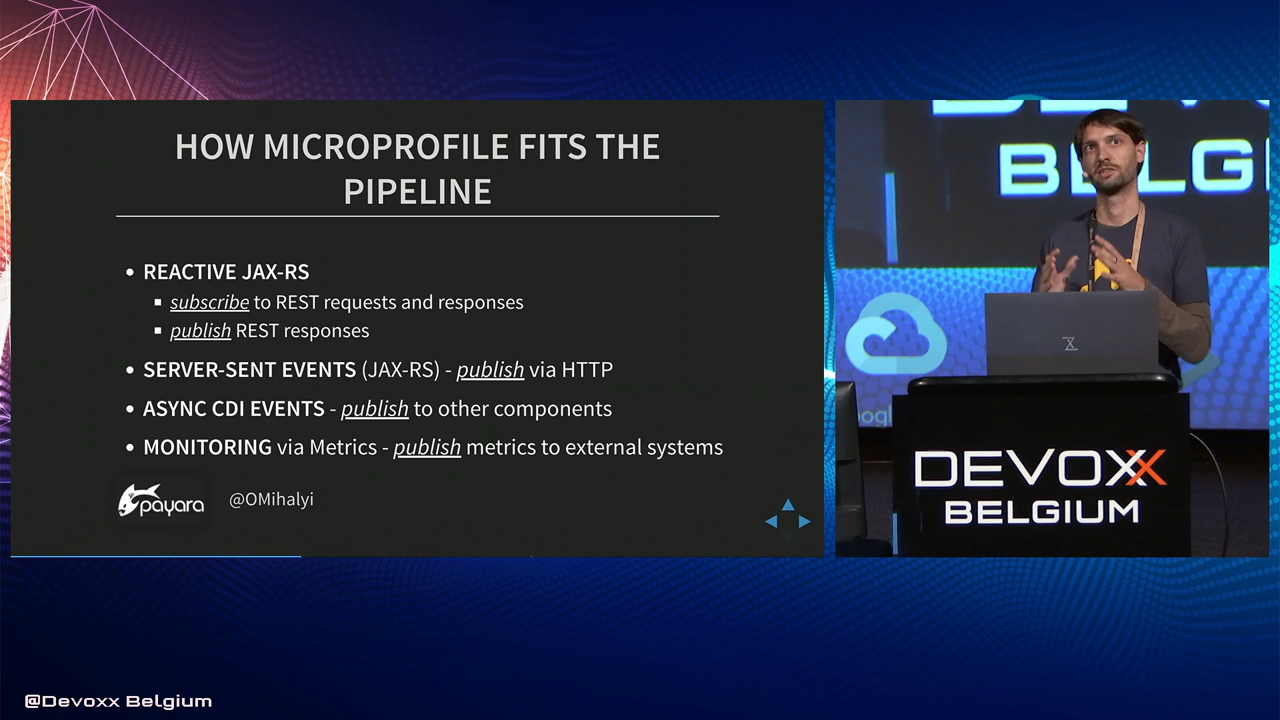 HOW MICROPROFILE FITS THE
PIPELINE
• REACTIVE JAX-RS
▪ subscribe to REST requests and responses
▪ publish REST responses
• SERVER-SENT EVENTS (JAX-RS) - publish via HTTP
• ASYNC CDI EVENTS - publish to other components
• MONITORING via Metrics - publish metrics to external systems
payara
@OMihalyi
BELG
DEVOXX
BELGIUM
@Devoxx Belgium